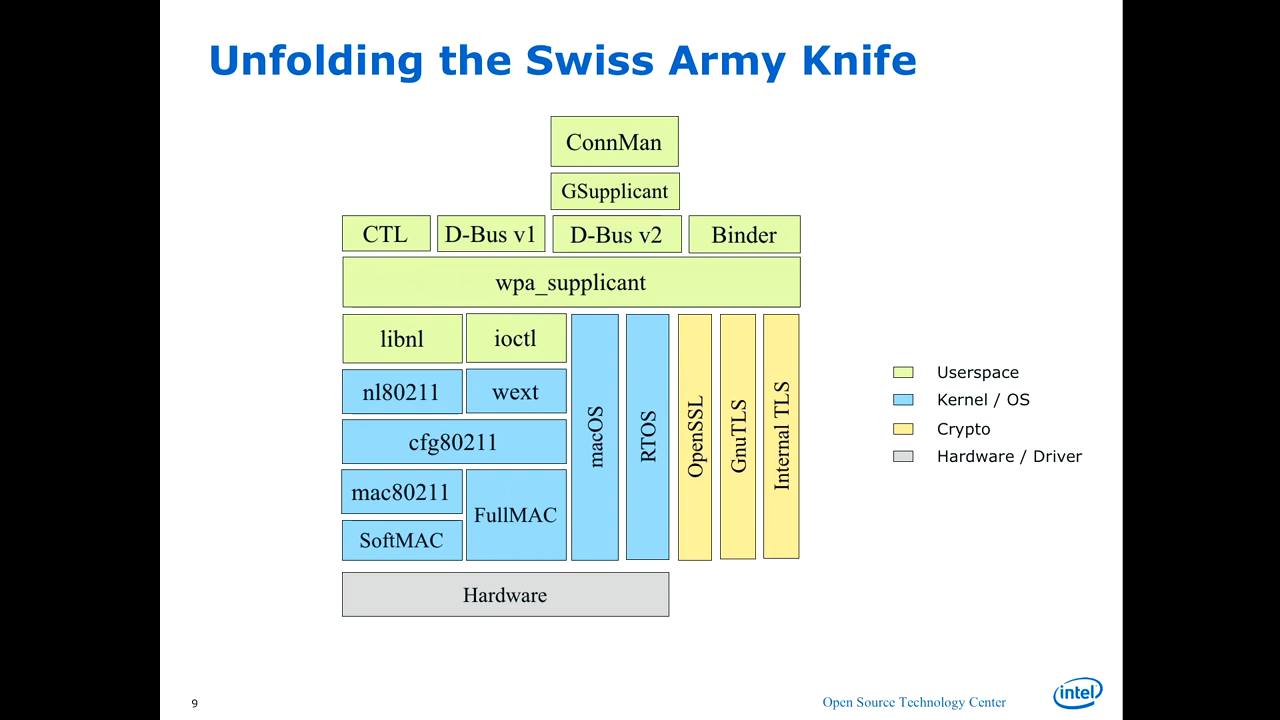 Unfolding the Swiss Army Knife
ConnMan
GSupplicant
CTL
D-Bus v1
D-Bus v2
Binder
wpa_supplicant
libnl
ioctl
macOS
RTOS
OpenSSL
GnuTLS
Internal TLS
nl80211
wext
cfg80211
mac80211
FullMAC
SoftMAC
Hardware
Userspace
Kernel / OS
Crypto
Hardware / Driver
9
Open Source Technology Center
intel